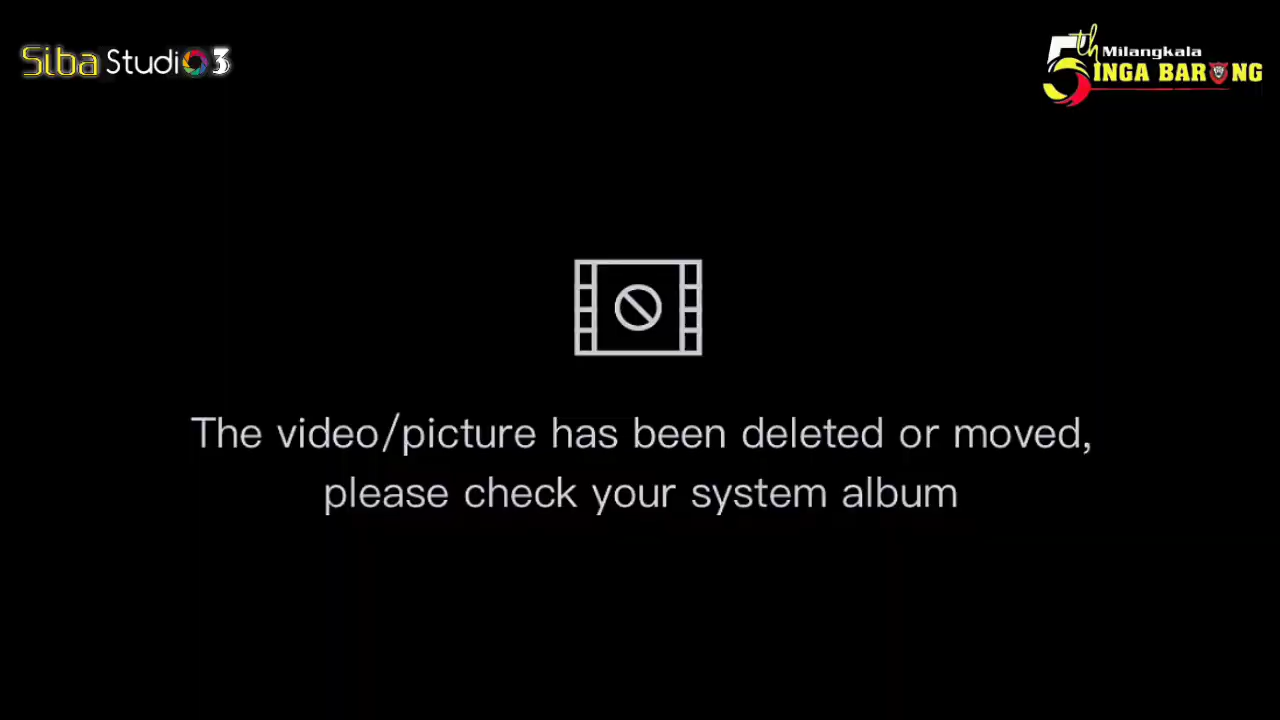 Siba Studio3
5th Milangkala
SINGA BARONG
The video/picture has been deleted or moved,
please check your system album